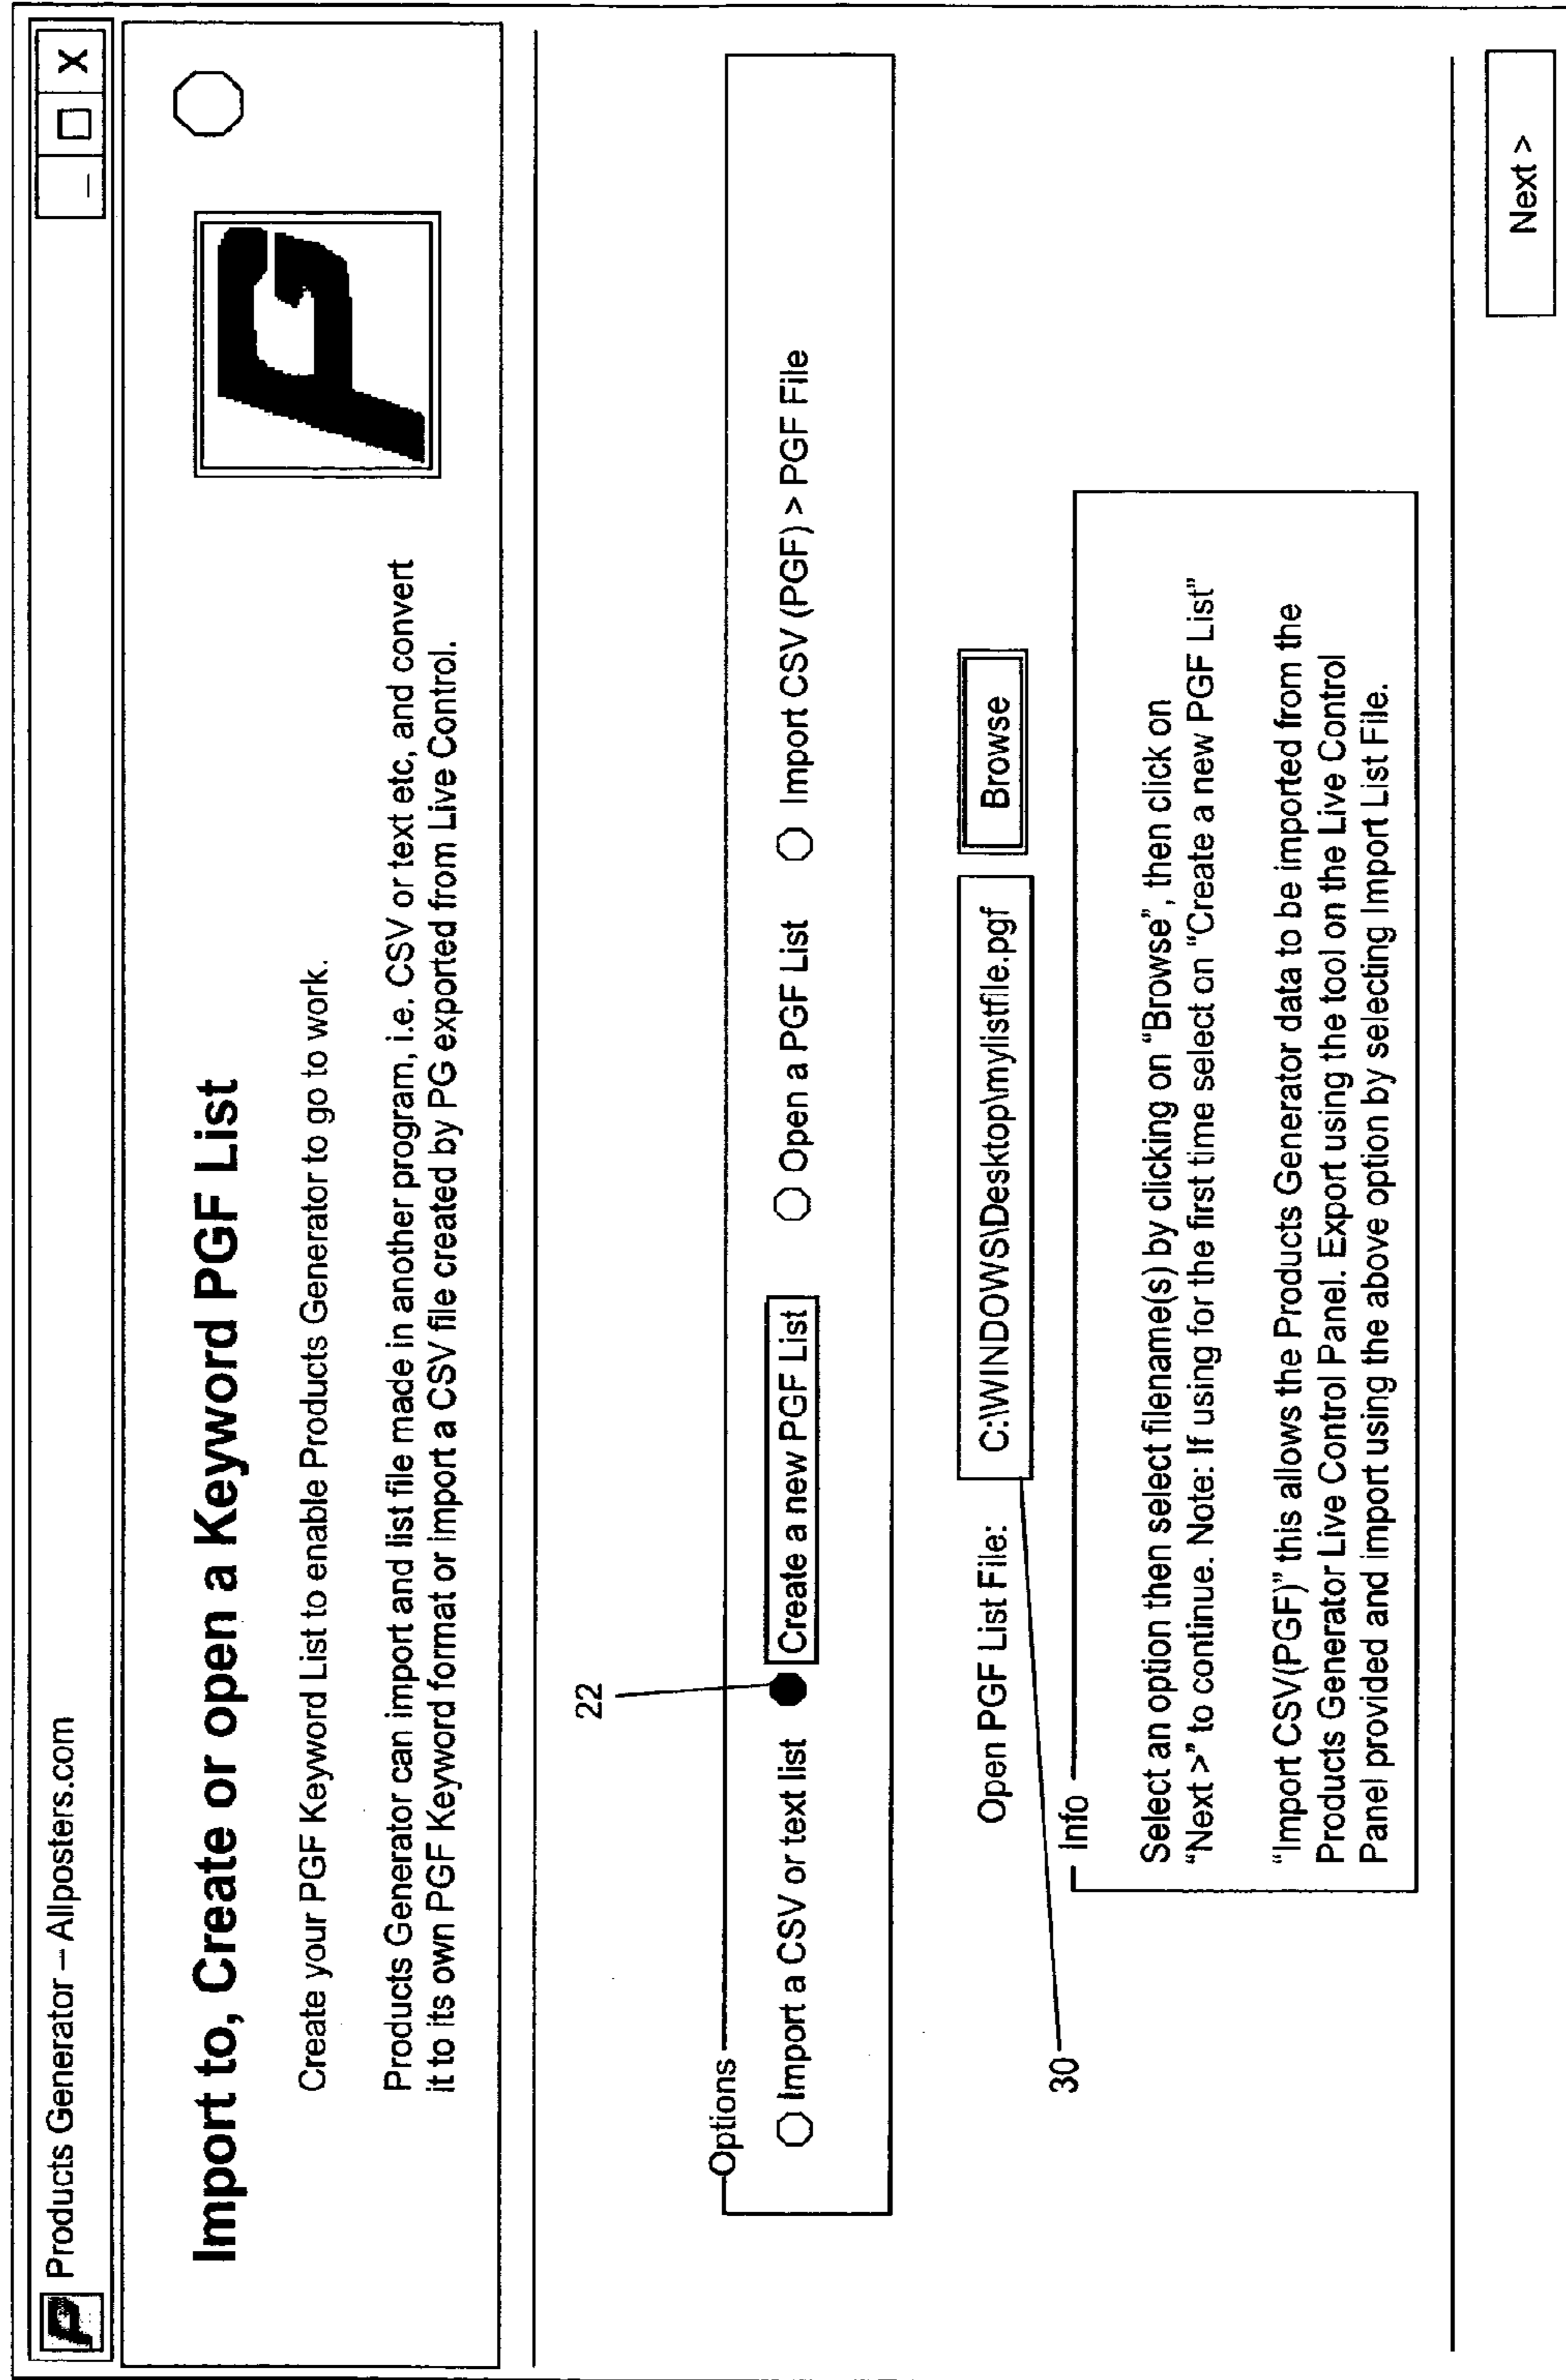 Products Generator – Allposters.com
_ □ X
Import to, Create or open a Keyword PGF List
Create your PGF Keyword List to enable Products Generator to go to work.
Products Generator can import and list file made in another program, i.e. CSV or text etc, and convert
it to its own PGF Keyword format or import a CSV file created by PG exported from Live Control.
PG
22
Options
Import a CSV or text list
Create a new PGF List
Open a PGF List
Import CSV (PGF) > PGF File
Open PGF List File:
C:\WINDOWS\Desktop\mylistfile.pgf
Browse
30
Info
Select an option then select filename(s) by clicking on “Browse”, then click on
“Next >” to continue. Note: If using for the first time select on “Create a new PGF List”
“Import CSV(PGF)” this allows the Products Generator data to be imported from the
Products Generator Live Control Panel. Export using the tool on the Live Control
Panel provided and import using the above option by selecting Import List File.
Next >